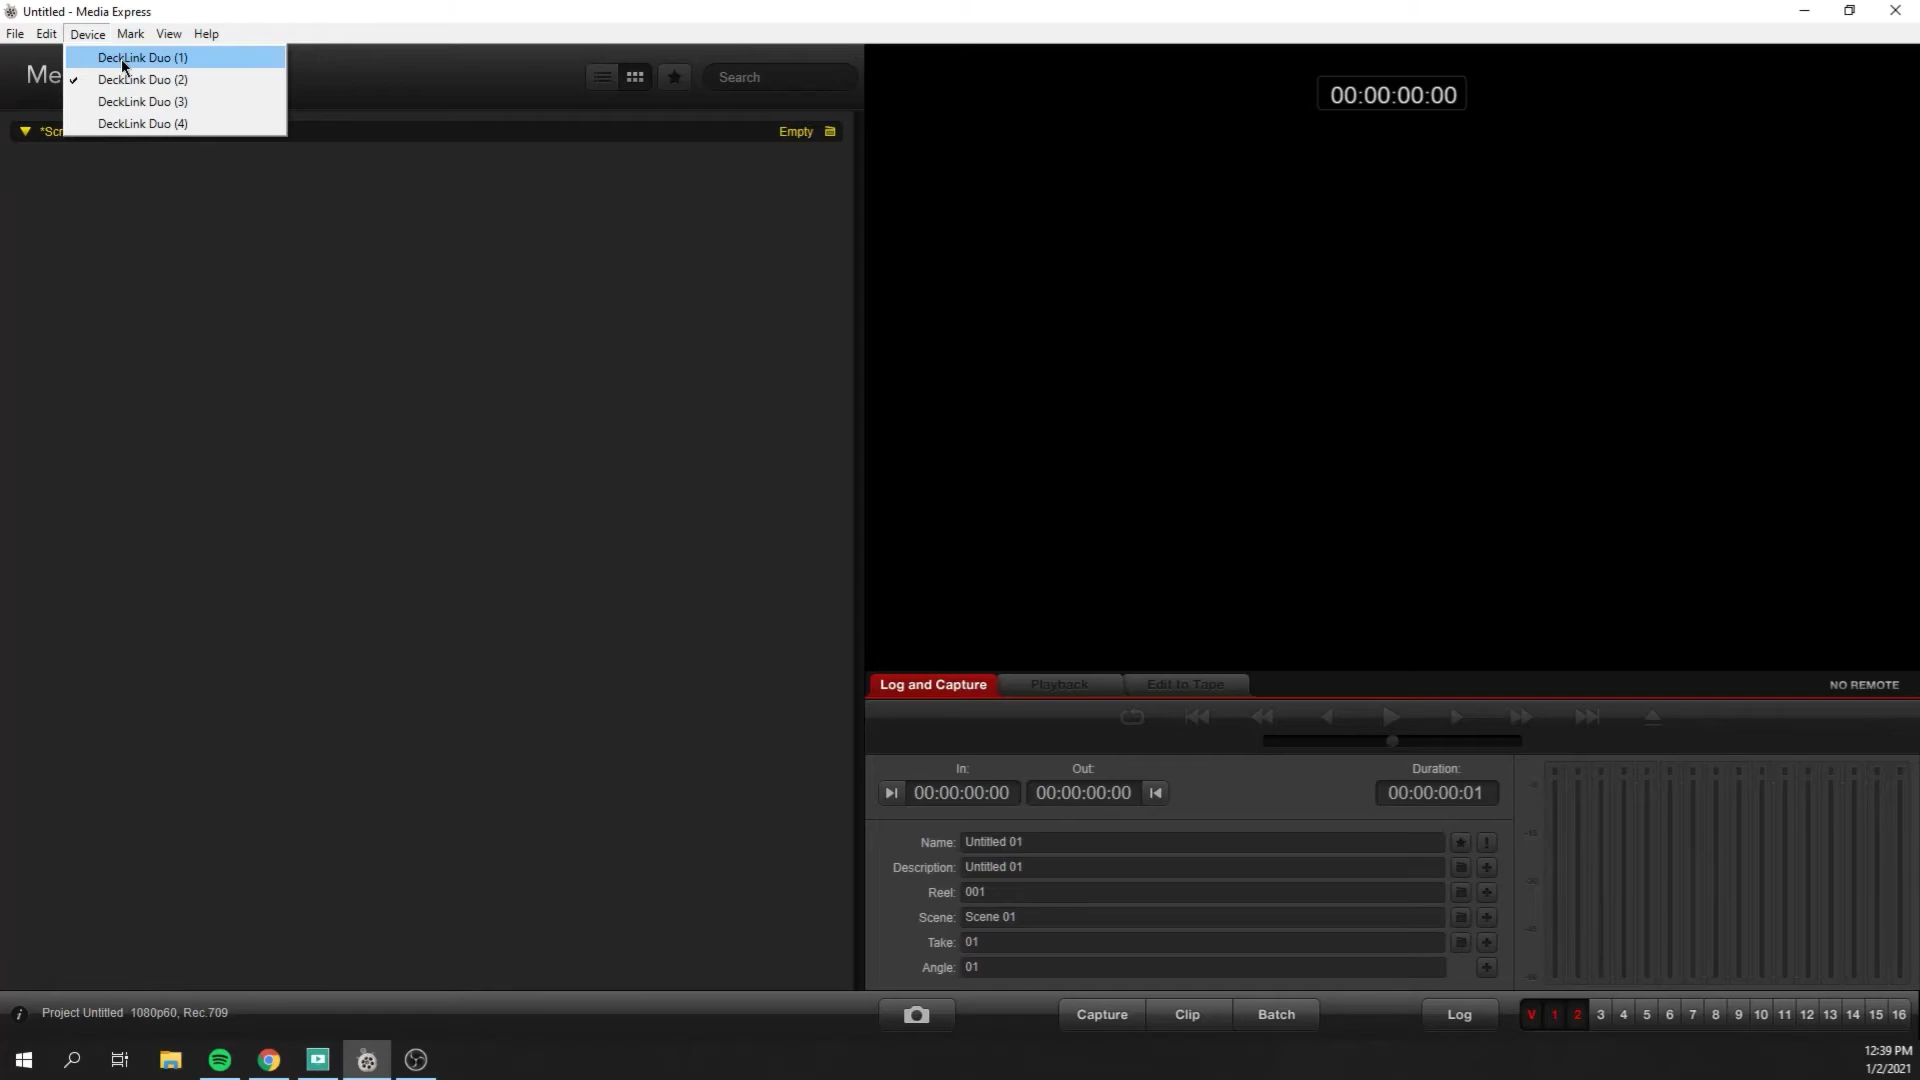 Untitled - Media Express
File Edit Device Mark View Help
DeckLink Duo (1)
DeckLink Duo (2)
DeckLink Duo (3)
DeckLink Duo (4)
Search
Empty
00:00:00:00
Log and Capture Playback Edit to Tape NO REMOTE
In: Out: Duration:
00:00:00:00 00:00:00:00 00:00:00:01
Name: Untitled 01
Description: Untitled 01
Reel: 001
Scene: Scene 01
Take: 01
Angle: 01
Project Untitled 1080p60, Rec.709
Capture Clip Batch Log V 1 2 3 4 5 6 7 8 9 10 11 12 13 14 15 16
12:39 PM
1/2/2021